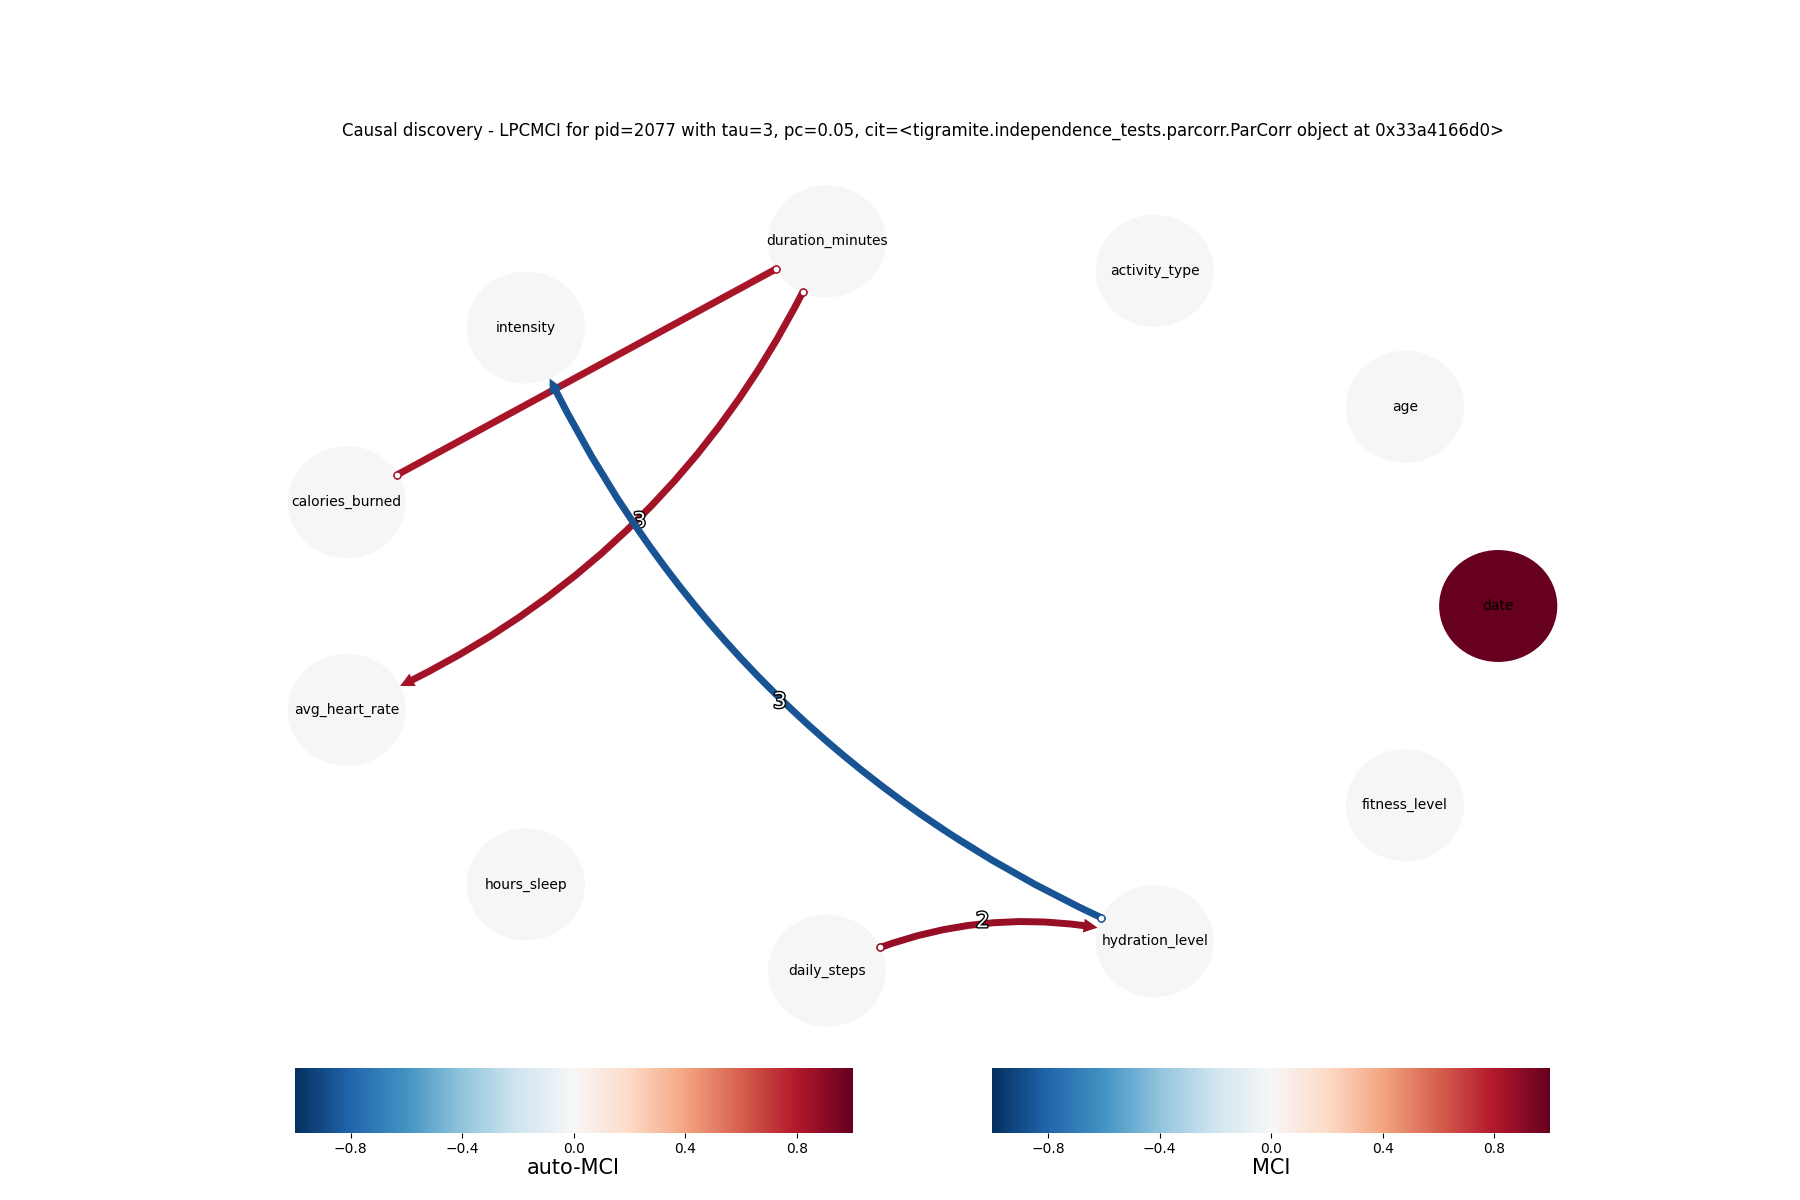 Causal discovery - LPCMCI for pid=2077 with tau=3, pc=0.05, cit=<tigramite.independence_tests.parcorr.ParCorr object at 0x33a4166d0>
duration_minutes
activity_type
intensity
age
calories_burned
3
date
3
avg_heart_rate
fitness_level
hours_sleep
2
hydration_level
daily_steps
−0.8 −0.4 0.0 0.4 0.8
auto-MCI
−0.8 −0.4 0.0 0.4 0.8
MCI